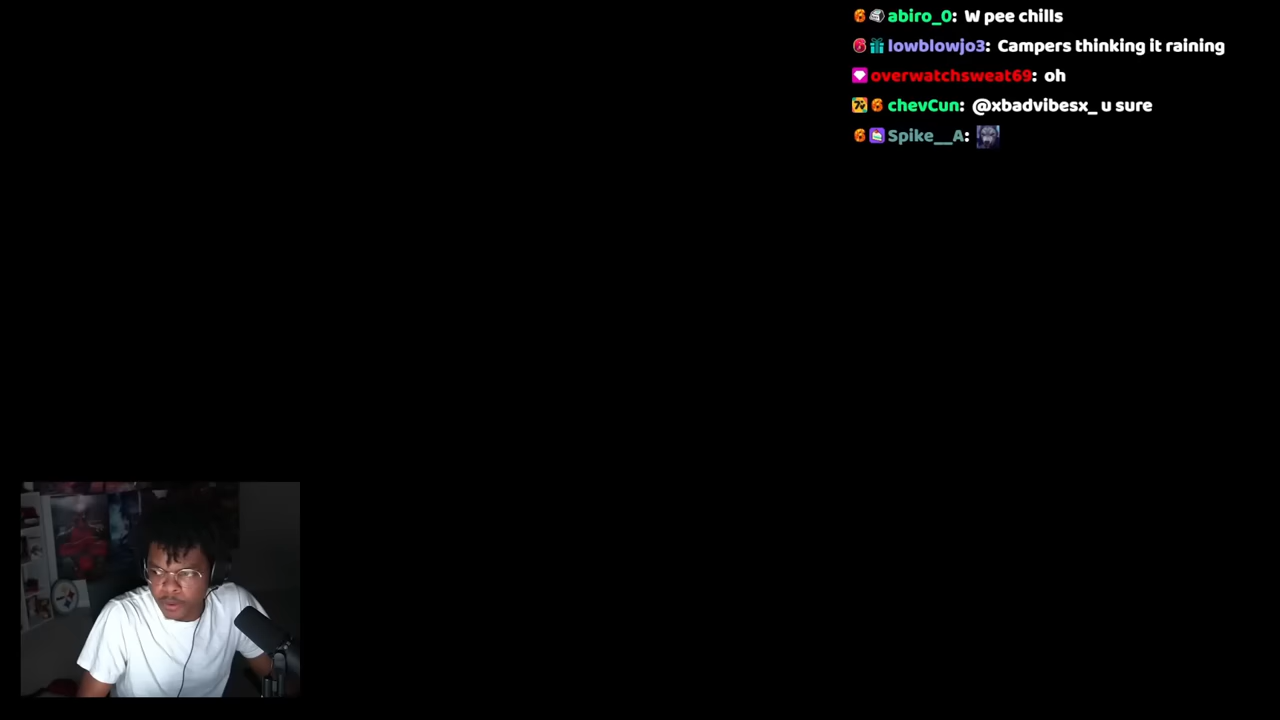 abiro_0: W pee chills
lowblowjo3: Campers thinking it raining
overwatchsweat69: oh
chevCun: @xbadvibesx_ u sure
Spike__A: